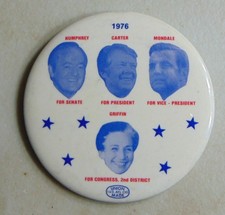 1976
HUMPHREY CARTER MONDALE
FOR SENATE FOR PRESIDENT FOR VICE - PRESIDENT
GRIFFIN
FOR CONGRESS, 2nd DISTRICT